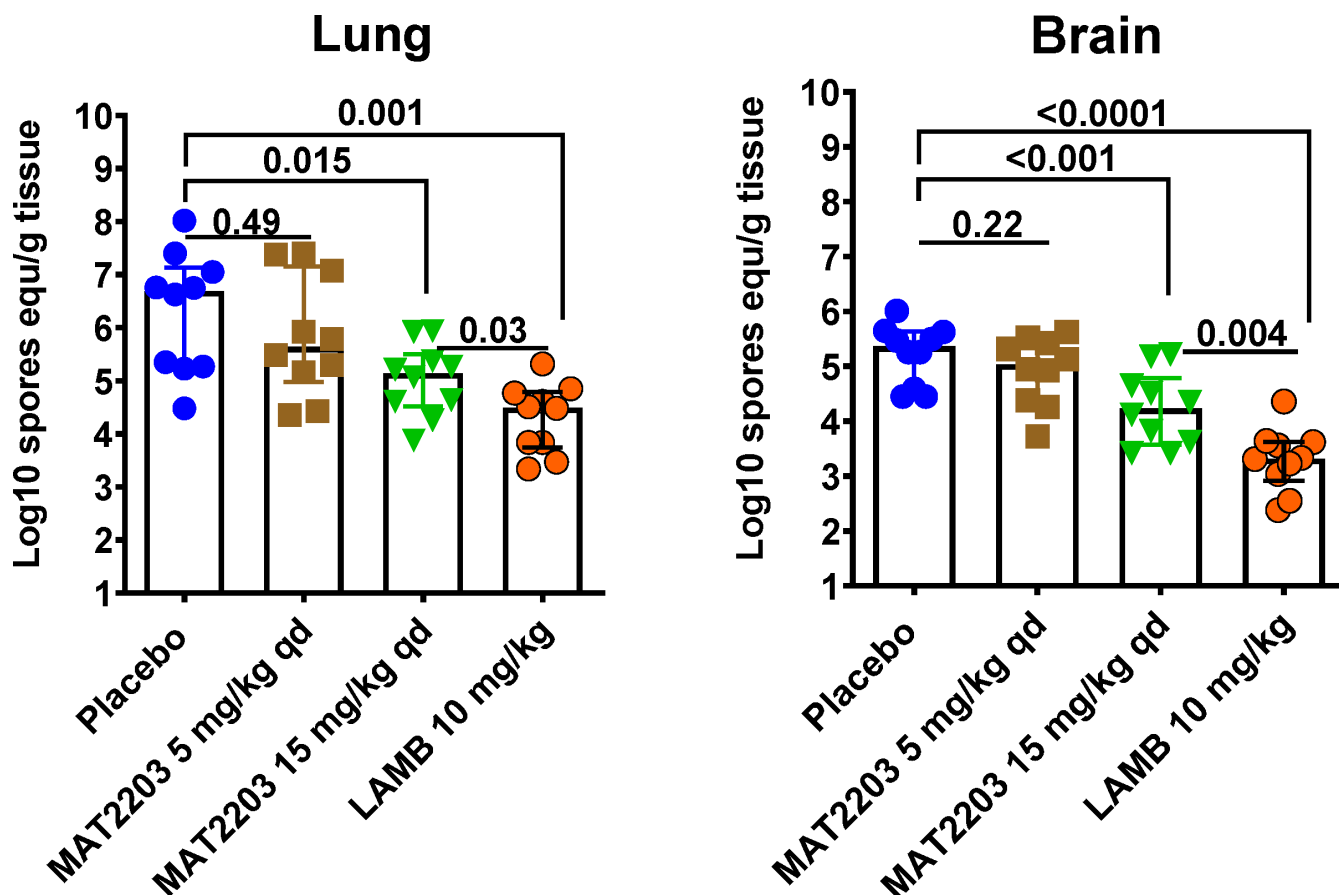 Lung
Log10 spores equ/g tissue
10
9
8
7
6
5
4
3
2
1
0.001
0.015
0.49
0.03
Placebo
MAT2203 5 mg/kg qd
MAT2203 15 mg/kg qd
LAMB 10 mg/kg
Brain
Log10 spores equ/g tissue
10
9
8
7
6
5
4
3
2
1
<0.0001
<0.001
0.22
0.004
Placebo
MAT2203 5 mg/kg qd
MAT2203 15 mg/kg qd
LAMB 10 mg/kg